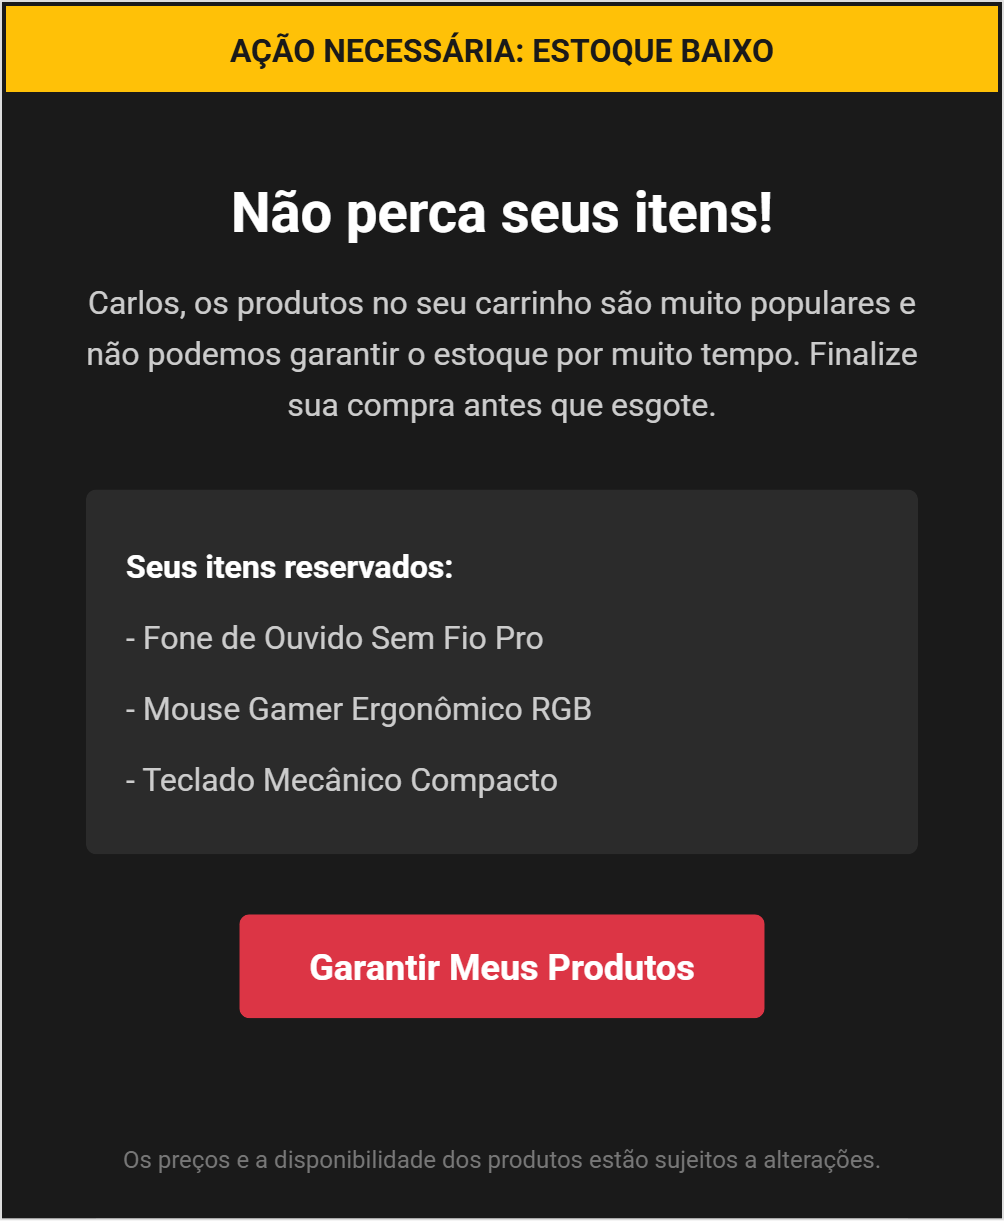 AÇÃO NECESSÁRIA: ESTOQUE BAIXO
Não perca seus itens!
Carlos, os produtos no seu carrinho são muito populares e
não podemos garantir o estoque por muito tempo. Finalize
sua compra antes que esgote.
Seus itens reservados:
- Fone de Ouvido Sem Fio Pro
- Mouse Gamer Ergonômico RGB
- Teclado Mecânico Compacto
Garantir Meus Produtos
Os preços e a disponibilidade dos produtos estão sujeitos a alterações.